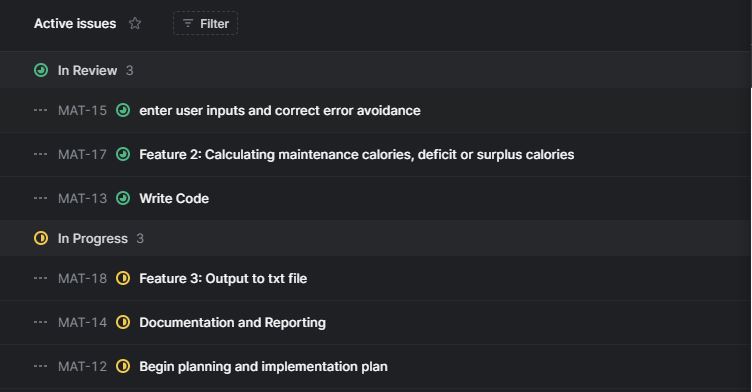 Active issues Filter
In Review 3
MAT-15 enter user inputs and correct error avoidance
MAT-17 Feature 2: Calculating maintenance calories, deficit or surplus calories
MAT-13 Write Code
In Progress 3
MAT-18 Feature 3: Output to txt file
MAT-14 Documentation and Reporting
MAT-12 Begin planning and implementation plan